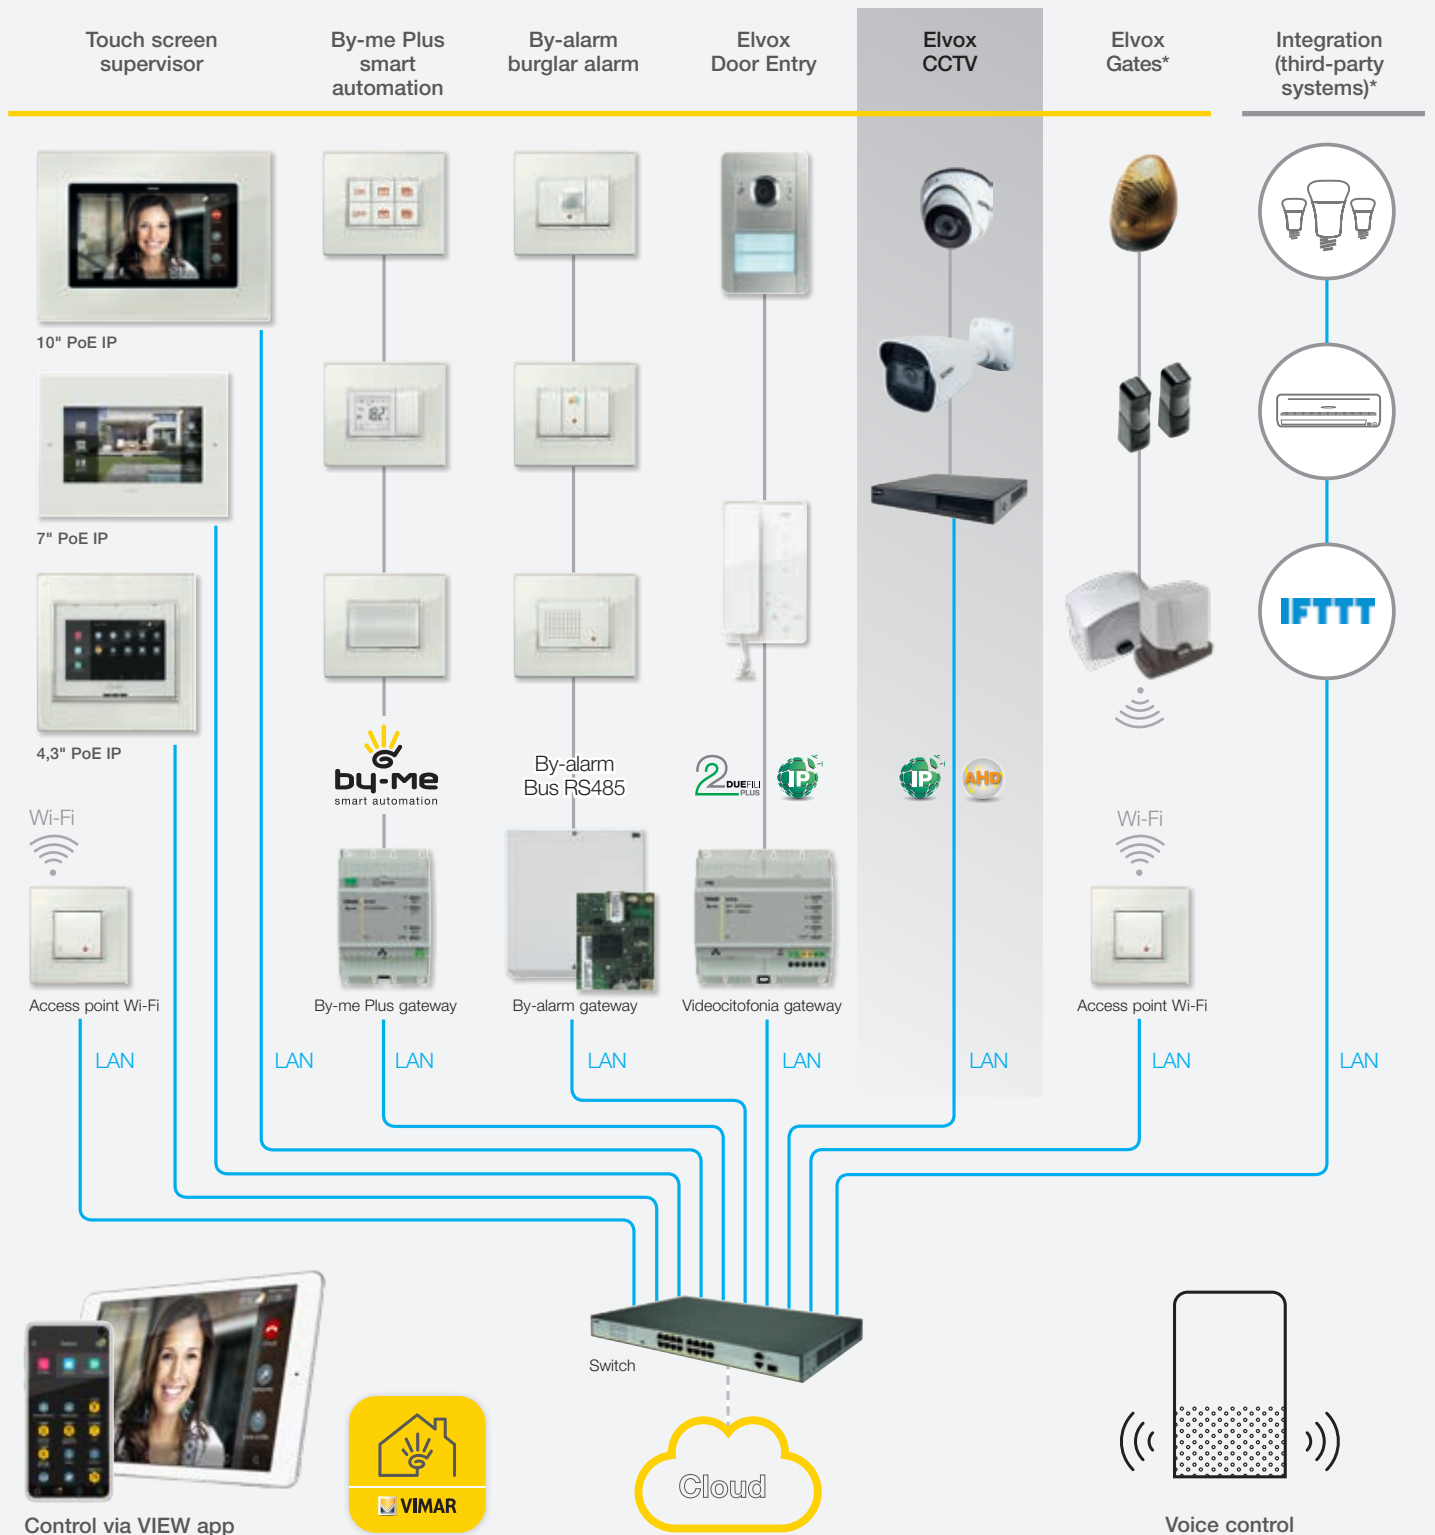 Touch screen
supervisor
By-me Plus
smart
automation
By-alarm
burglar alarm
Elvox
Door Entry
Elvox
CCTV
Elvox
Gates*
Integration
(third-party
systems)*
10" PoE IP
7" PoE IP
4,3" PoE IP
IFTTT
by-me
smart automation
By-alarm
Bus RS485
2 DUEFILI
PLUS
IP
IP
AHD
Wi-Fi
Wi-Fi
Access point Wi-Fi
By-me Plus gateway
By-alarm gateway
Videocitofonia gateway
Access point Wi-Fi
LAN
LAN
LAN
LAN
LAN
LAN
LAN
LAN
Switch
Cloud
VIMAR
Control via VIEW app
Voice control